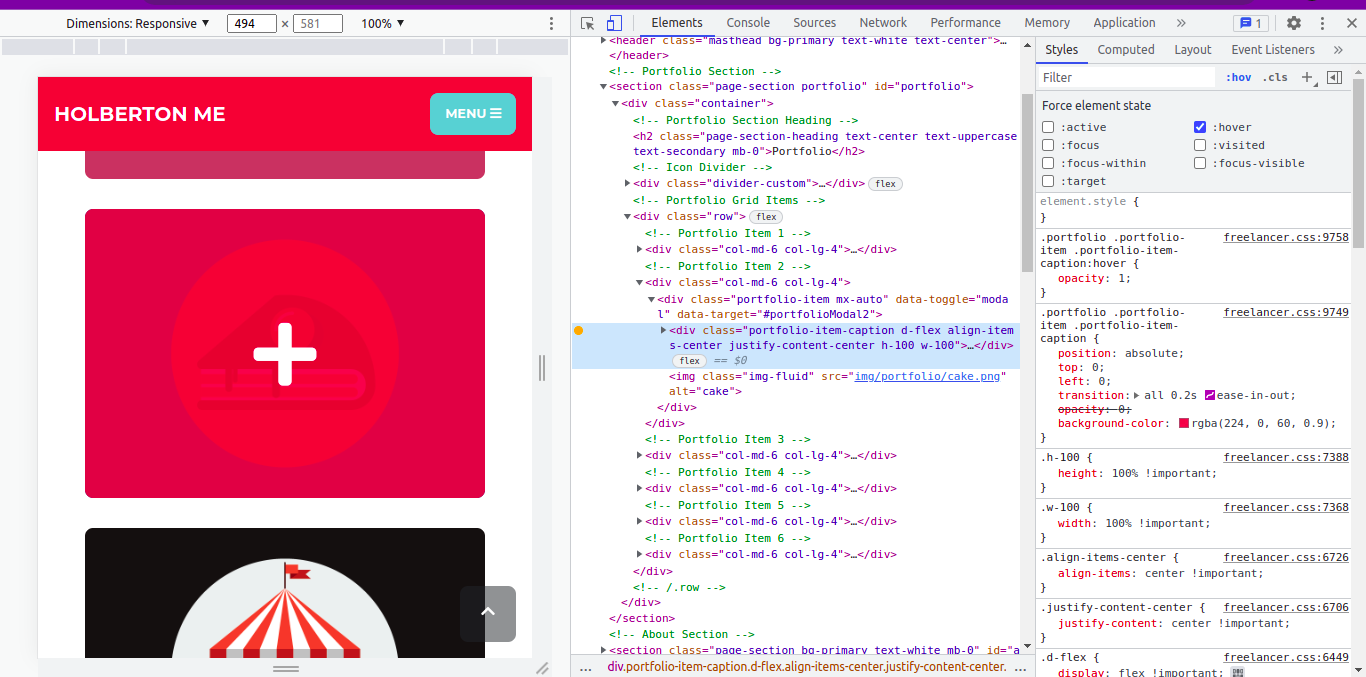 Dimensions: Responsive ▼ 494 × 581 100% ▼
Elements Console Sources Network Performance Memory Application » 1
HOLBERTON ME
MENU ☰
<header class="masthead bg-primary text-white text-center">…
</header>
<!-- Portfolio Section -->
<section class="page-section portfolio" id="portfolio">
<div class="container">
<!-- Portfolio Section Heading -->
<h2 class="page-section-heading text-center text-uppercase
text-secondary mb-0">Portfolio</h2>
<!-- Icon Divider -->
<div class="divider-custom">…</div> flex
<!-- Portfolio Grid Items -->
<div class="row"> flex
<!-- Portfolio Item 1 -->
<div class="col-md-6 col-lg-4">…</div>
<!-- Portfolio Item 2 -->
<div class="col-md-6 col-lg-4">
<div class="portfolio-item mx-auto" data-toggle="moda
l" data-target="#portfolioModal2">
<div class="portfolio-item-caption d-flex align-item
s-center justify-content-center h-100 w-100">…</div>
flex == $0
<img class="img-fluid" src="img/portfolio/cake.png"
alt="cake">
</div>
</div>
<!-- Portfolio Item 3 -->
<div class="col-md-6 col-lg-4">…</div>
<!-- Portfolio Item 4 -->
<div class="col-md-6 col-lg-4">…</div>
<!-- Portfolio Item 5 -->
<div class="col-md-6 col-lg-4">…</div>
<!-- Portfolio Item 6 -->
<div class="col-md-6 col-lg-4">…</div>
</div>
<!-- /.row -->
</div>
</section>
<!-- About Section -->
<section class="page-section bg-primary text-white mb-0" id="a
… div.portfolio-item-caption.d-flex.align-items-center.justify-content-center. …
Styles Computed Layout Event Listeners »
Filter :hov .cls +
Force element state
:active :hover
:focus :visited
:focus-within :focus-visible
:target
element.style {
}
.portfolio .portfolio- freelancer.css:9758
item .portfolio-item-
caption:hover {
opacity: 1;
}
.portfolio .portfolio- freelancer.css:9749
item .portfolio-item-
caption {
position: absolute;
top: 0;
left: 0;
transition: all 0.2s ease-in-out;
opacity: 0;
background-color: rgba(224, 0, 60, 0.9);
}
.h-100 { freelancer.css:7388
height: 100% !important;
}
.w-100 { freelancer.css:7368
width: 100% !important;
}
.align-items-center { freelancer.css:6726
align-items: center !important;
}
.justify-content-center { freelancer.css:6706
justify-content: center !important;
}
.d-flex { freelancer.css:6449
display: flex !important;